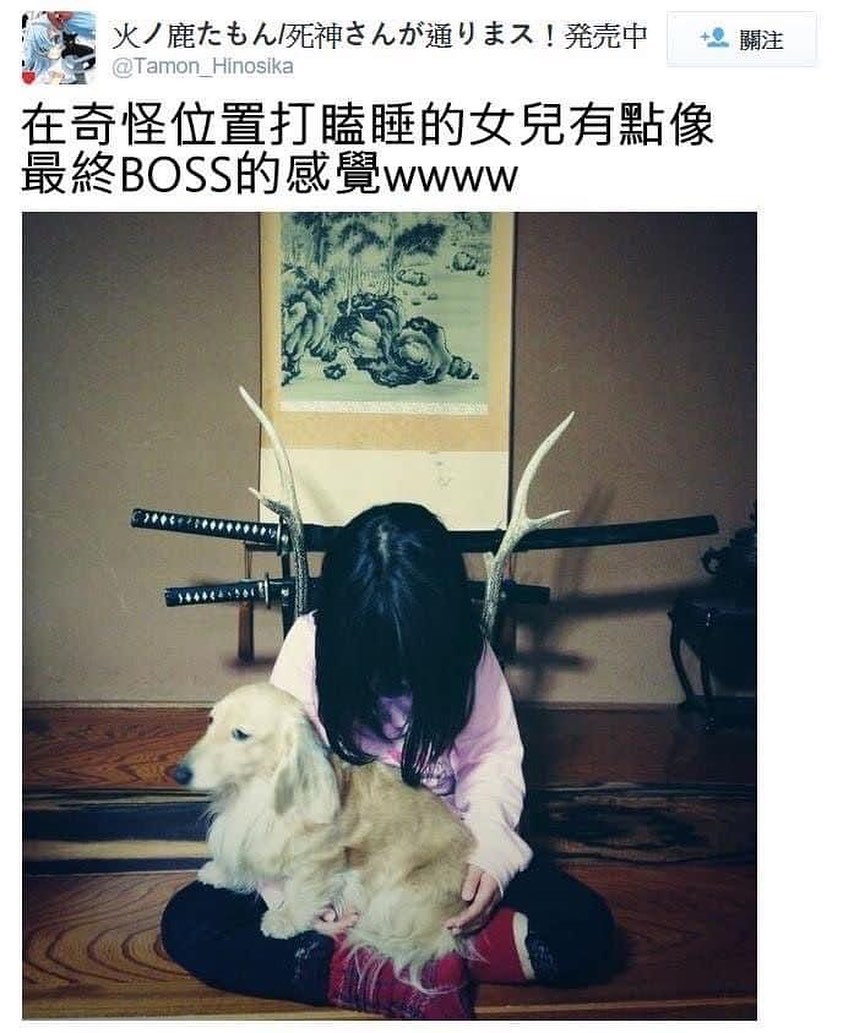 火ノ鹿たもん/死神さんが通りまス！発売中
関注
@Tamon_Hinosika
在奇怪位置打瞌睡的女兒有點像
最終BOSS的感覺wwww